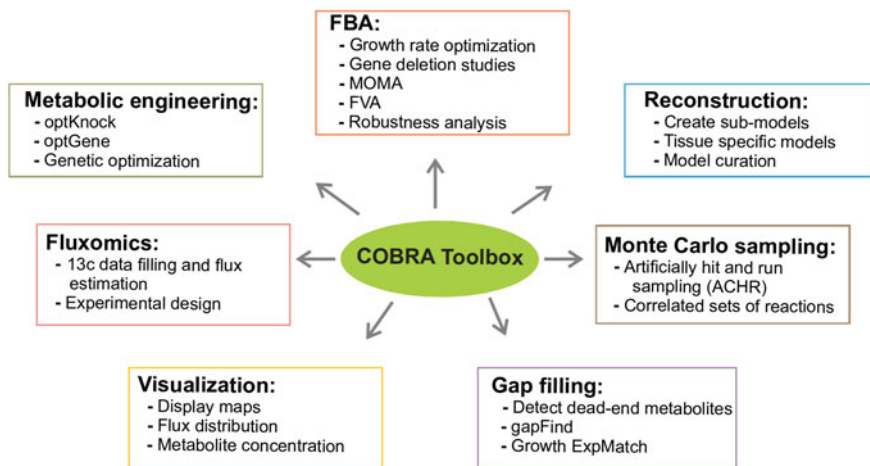 FBA:
- Growth rate optimization
- Gene deletion studies
- MOMA
- FVA
- Robustness analysis
Metabolic engineering:
- optKnock
- optGene
- Genetic optimization
Reconstruction:
- Create sub-models
- Tissue specific models
- Model curation
Fluxomics:
- 13c data filling and flux
estimation
- Experimental design
COBRA Toolbox
Monte Carlo sampling:
- Artificially hit and run
sampling (ACHR)
- Correlated sets of reactions
Visualization:
- Display maps
- Flux distribution
- Metabolite concentration
Gap filling:
- Detect dead-end metabolites
- gapFind
- Growth ExpMatch